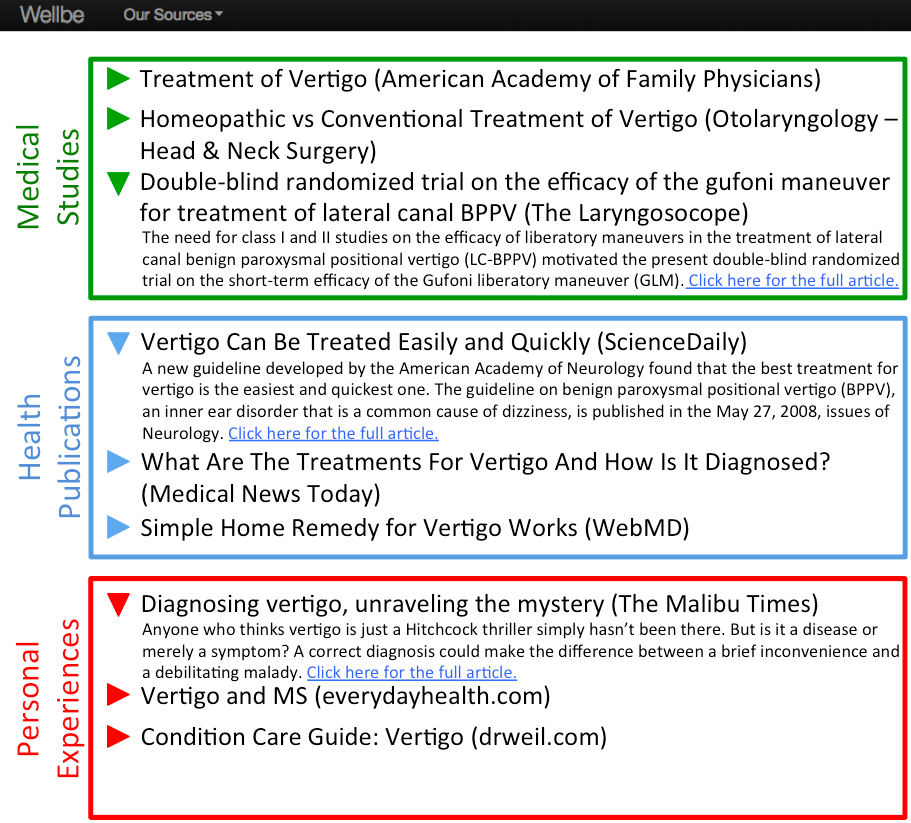 Wellbe Our Sources
Medical
Studies
Treatment of Vertigo (American Academy of Family Physicians)
Homeopathic vs Conventional Treatment of Vertigo (Otolaryngology –
Head & Neck Surgery)
Double-blind randomized trial on the efficacy of the gufoni maneuver
for treatment of lateral canal BPPV (The Laryngosocope)
The need for class I and II studies on the efficacy of liberatory maneuvers in the treatment of lateral
canal benign paroxysmal positional vertigo (LC-BPPV) motivated the present double-blind randomized
trial on the short-term efficacy of the Gufoni liberatory maneuver (GLM). Click here for the full article.
Health
Publications
Vertigo Can Be Treated Easily and Quickly (ScienceDaily)
A new guideline developed by the American Academy of Neurology found that the best treatment for
vertigo is the easiest and quickest one. The guideline on benign paroxysmal positional vertigo (BPPV),
an inner ear disorder that is a common cause of dizziness, is published in the May 27, 2008, issues of
Neurology. Click here for the full article.
What Are The Treatments For Vertigo And How Is It Diagnosed?
(Medical News Today)
Simple Home Remedy for Vertigo Works (WebMD)
Personal
Experiences
Diagnosing vertigo, unraveling the mystery (The Malibu Times)
Anyone who thinks vertigo is just a Hitchcock thriller simply hasn't been there. But is it a disease or
merely a symptom? A correct diagnosis could make the difference between a brief inconvenience and
a debilitating malady. Click here for the full article.
Vertigo and MS (everydayhealth.com)
Condition Care Guide: Vertigo (drweil.com)